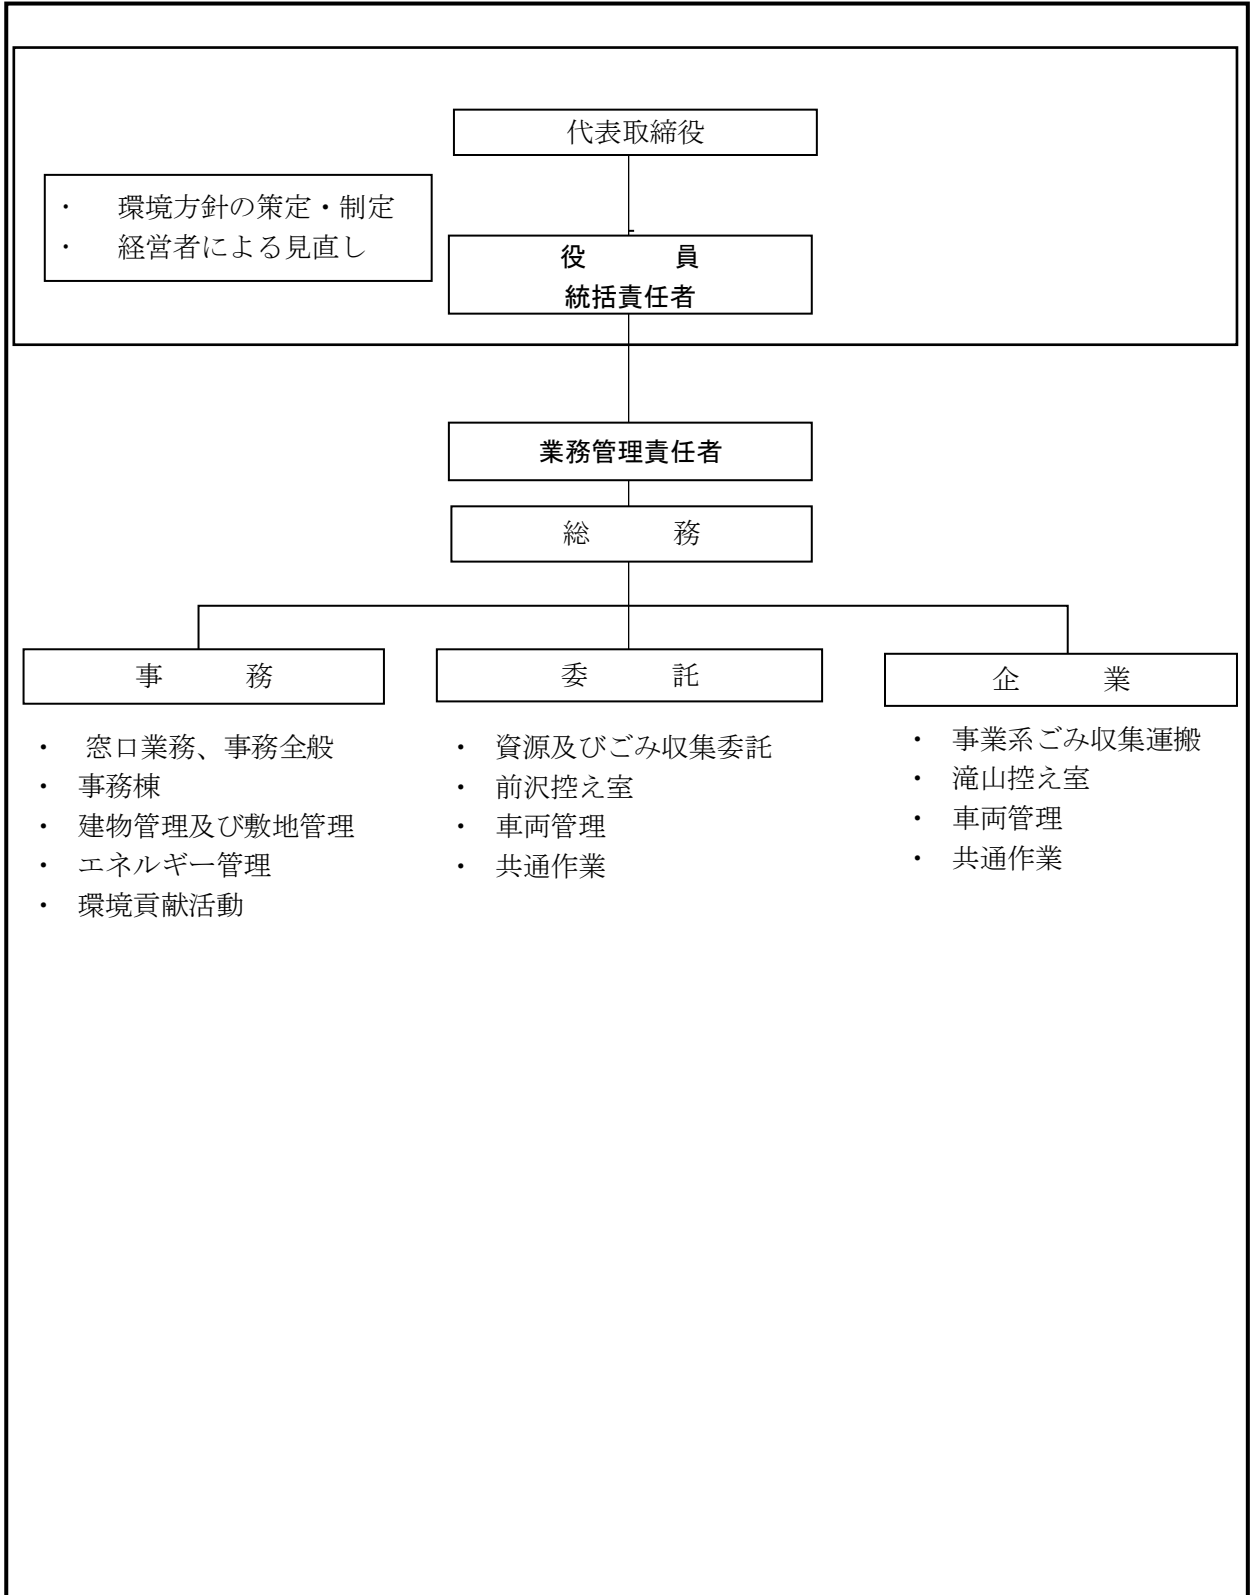 代表取締役
・ 環境方針の策定・制定
・ 経営者による見直し
役 員
統括責任者
業務管理責任者
総 務
事 務
・ 窓口業務、事務全般
・ 事務棟
・ 建物管理及び敷地管理
・ エネルギー管理
・ 環境貢献活動
委 託
・ 資源及びごみ収集委託
・ 前沢控え室
・ 車両管理
・ 共通作業
企 業
・ 事業系ごみ収集運搬
・ 滝山控え室
・ 車両管理
・ 共通作業